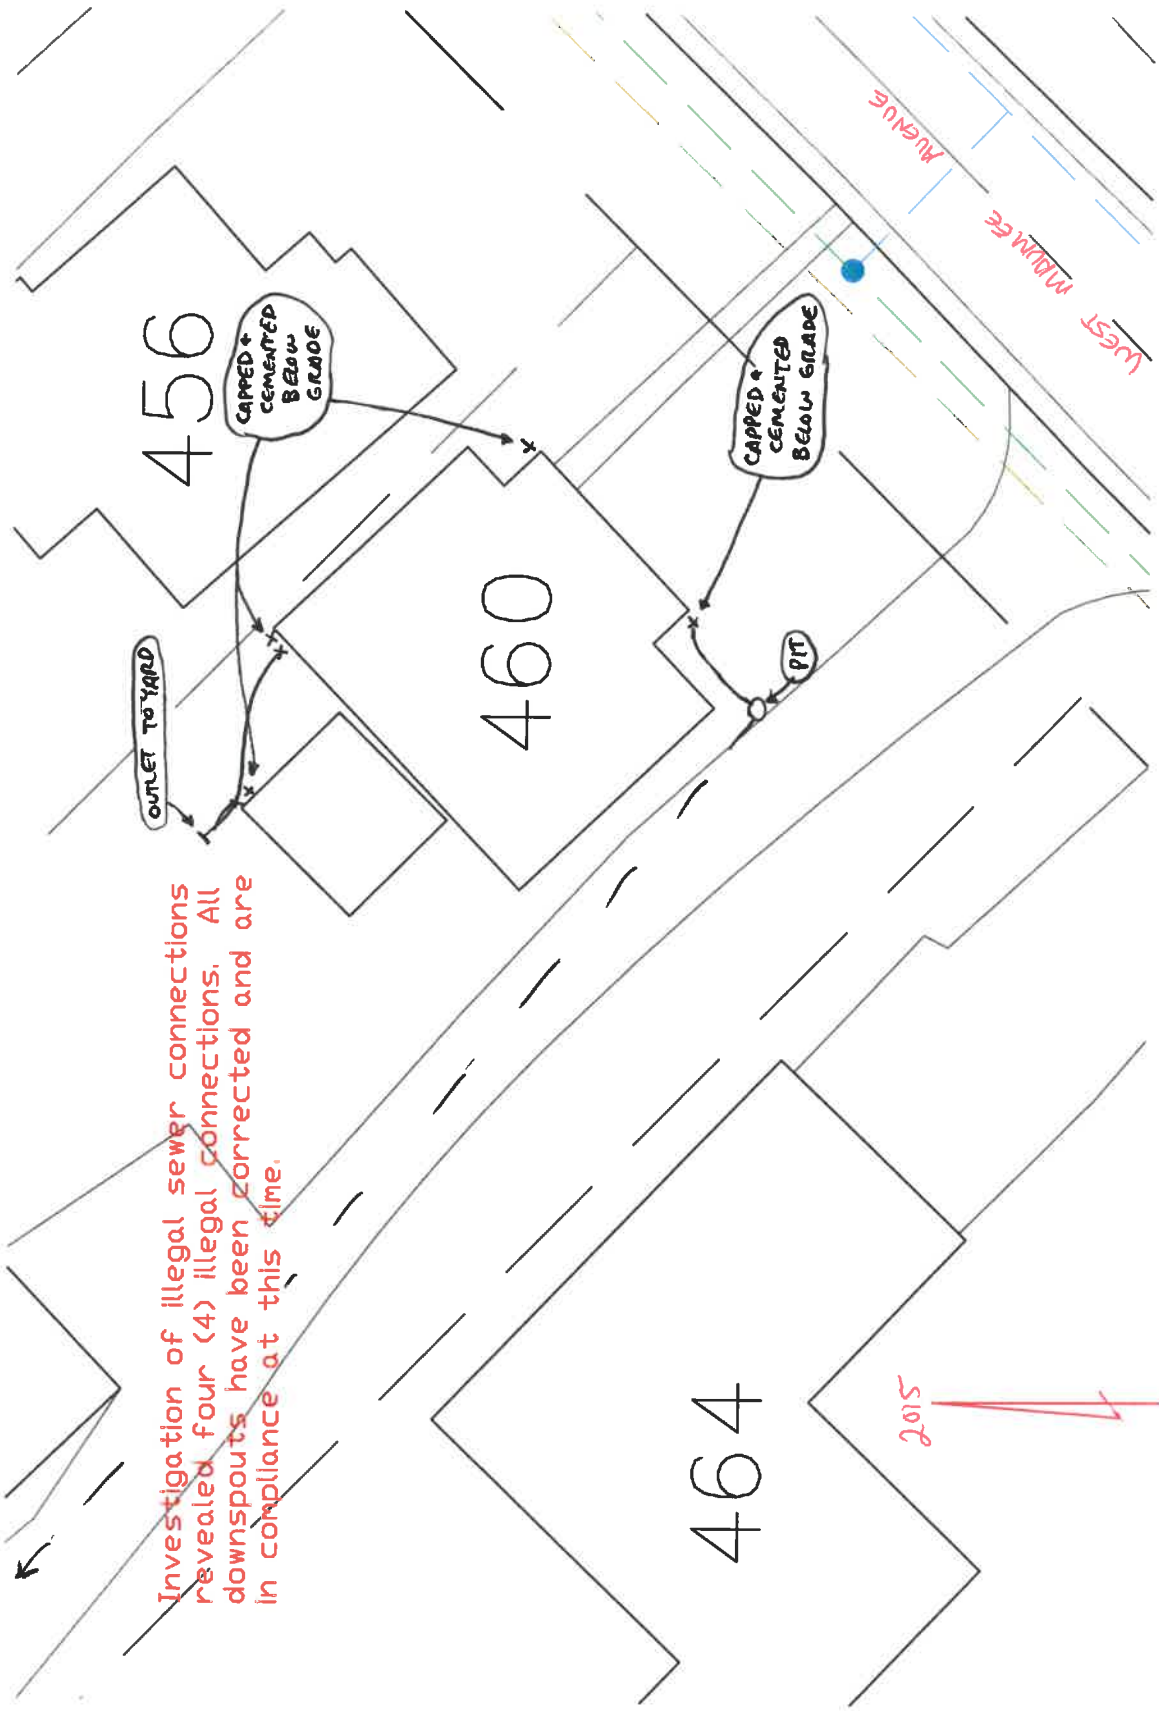 456
CAPPED &
CEMENTED
BELOW
GRADE
OUTLET TO YARD
460
CAPPED &
CEMENTED
BELOW GRADE
PIT
WEST MAUMEE AVENUE
Investigation of illegal sewer connections
revealed four (4) illegal connections. All
downspouts have been corrected and are
in compliance at this time.
464
2015